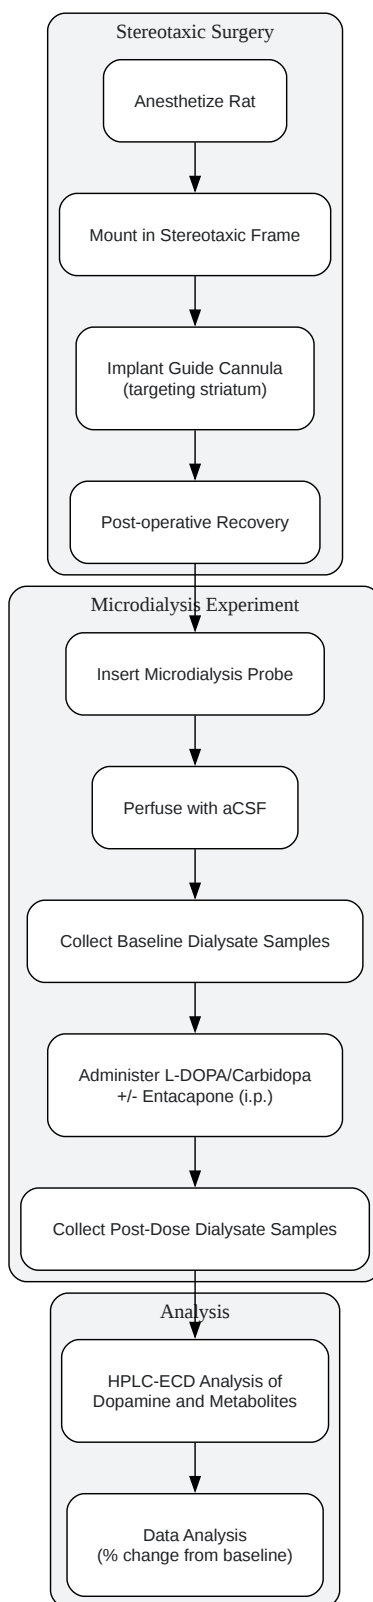 Stereotaxic Surgery
Anesthetize Rat
Mount in Stereotaxic Frame
Implant Guide Cannula
(targeting striatum)
Post-operative Recovery
Microdialysis Experiment
Insert Microdialysis Probe
Perfuse with aCSF
Collect Baseline Dialysate Samples
Administer L-DOPA/Carbidopa
+/- Entacapone (i.p.)
Collect Post-Dose Dialysate Samples
Analysis
HPLC-ECD Analysis of
Dopamine and Metabolites
Data Analysis
(% change from baseline)